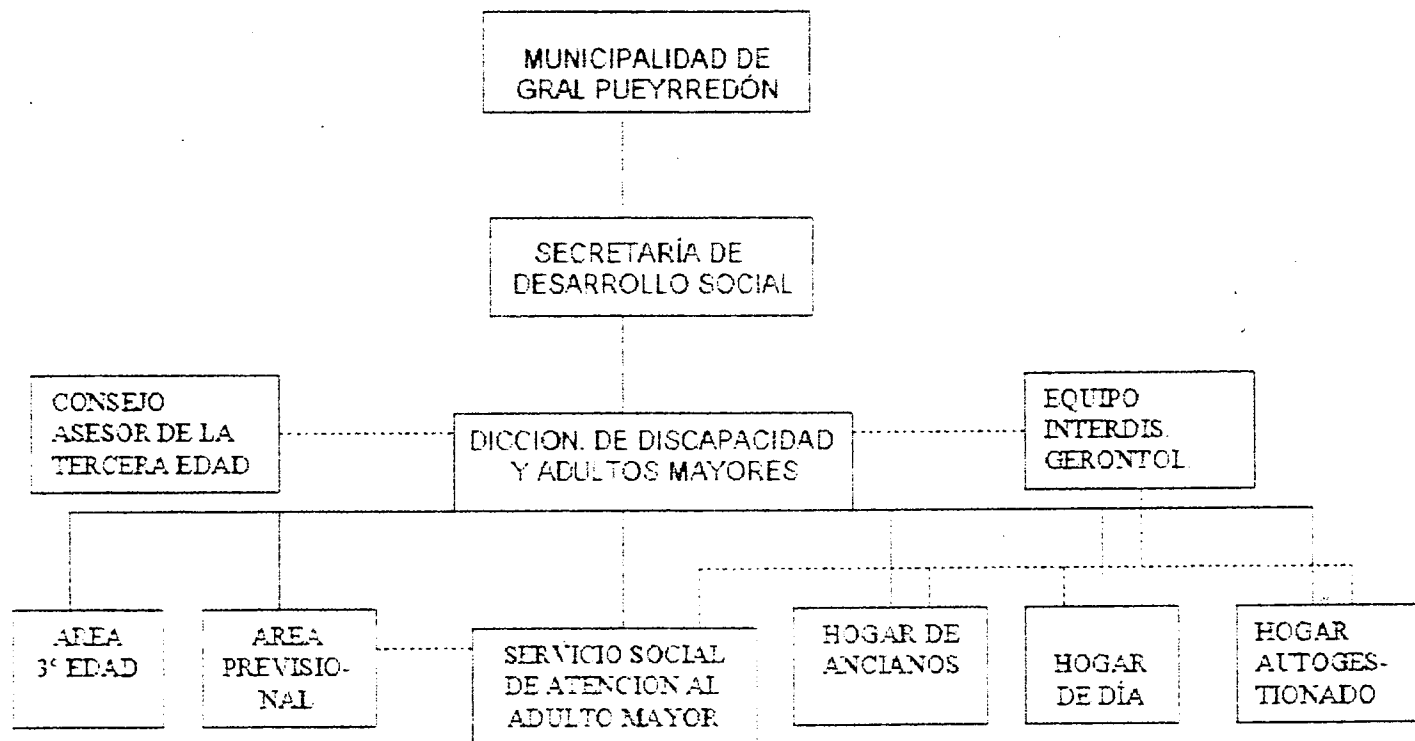 MUNICIPALIDAD DE
GRAL PUEYRREDÓN
SECRETARÍA DE
DESARROLLO SOCIAL
CONSEJO
ASESOR DE LA
TERCERA EDAD
DICCION. DE DISCAPACIDAD
Y ADULTOS MAYORES
EQUIPO
INTERDIS.
GERONTOL.
AREA
3º EDAD
AREA
PREVISIO-
NAL
SERVICIO SOCIAL
DE ATENCION AL
ADULTO MAYOR
HOGAR DE
ANCIANOS
HOGAR
DE DÍA
HOGAR
AUTOGES-
TIONADO